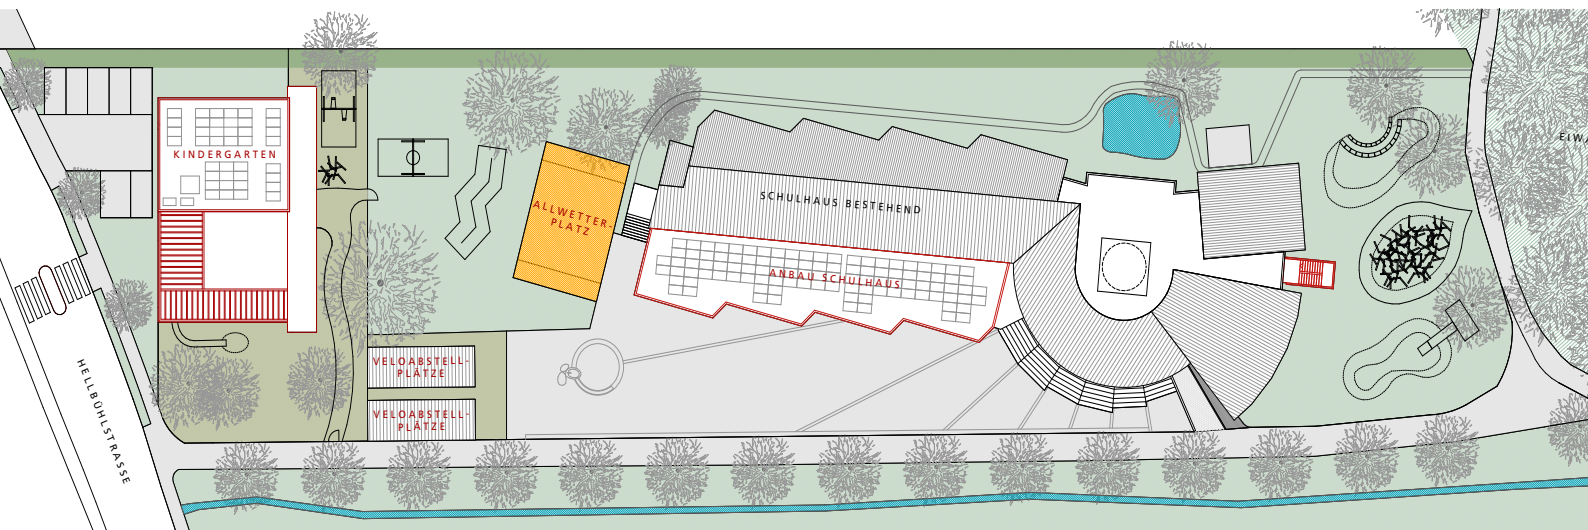 KINDERGARTEN
ALLWETTER-
PLATZ
SCHULHAUS BESTEHEND
ANBAU SCHULHAUS
VELOABSTELL-
PLÄTZE
VELOABSTELL-
PLÄTZE
HELLBÜHLSTRASSE